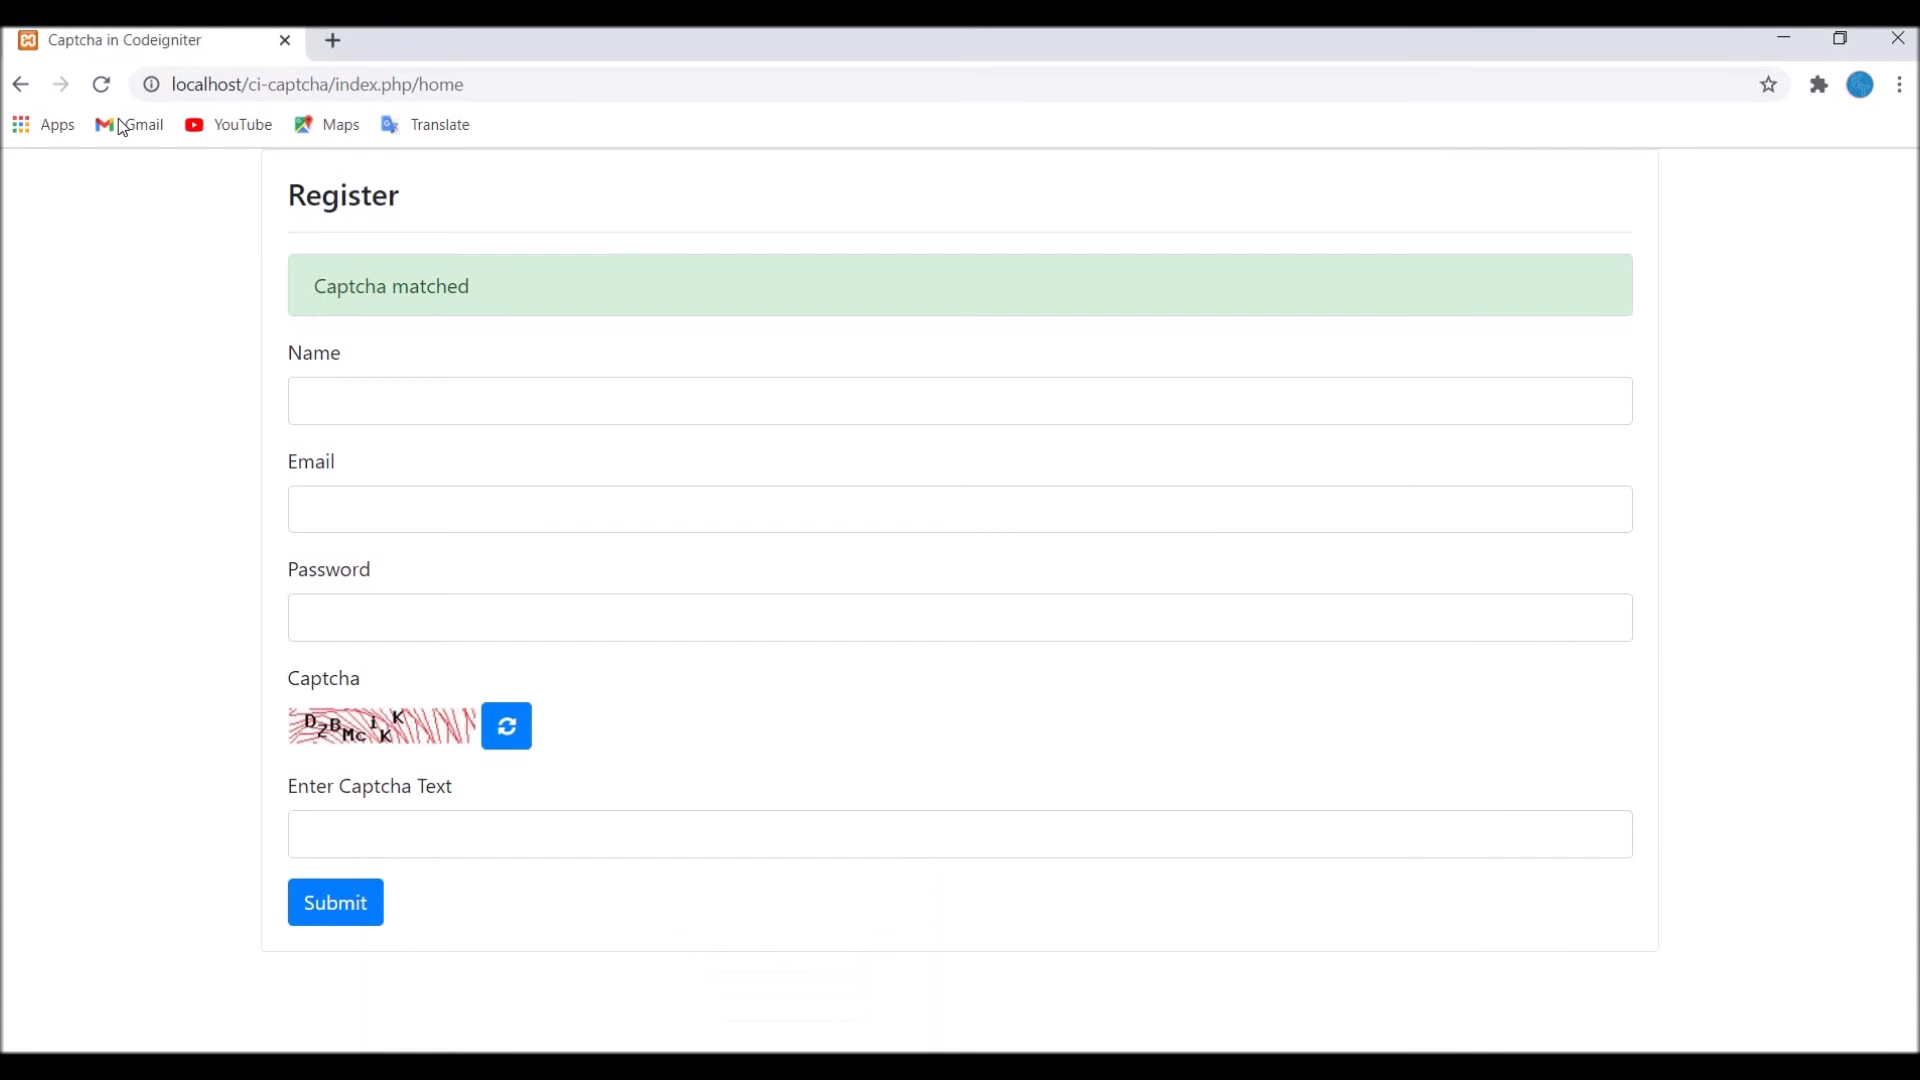 Captcha in Codeigniter
localhost/ci-captcha/index.php/home
Apps Gmail YouTube Maps Translate
Register
Captcha matched
Name
Email
Password
Captcha
DzBMciKK
Enter Captcha Text
Submit